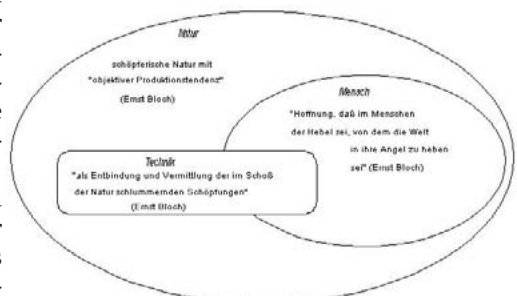 Natur
schöpferische Natur mit
"objektiver Produktionstendenz"
(Ernst Bloch)
Mensch
"Hoffnung, daß im Menschen
der Hebel sei, von dem die Welt
in ihre Angel zu heben
sei" (Ernst Bloch)
Technik
"als Entbindung und Vermittlung der im Schoß
der Natur schlummernden Schöpfungen"
(Ernst Bloch)